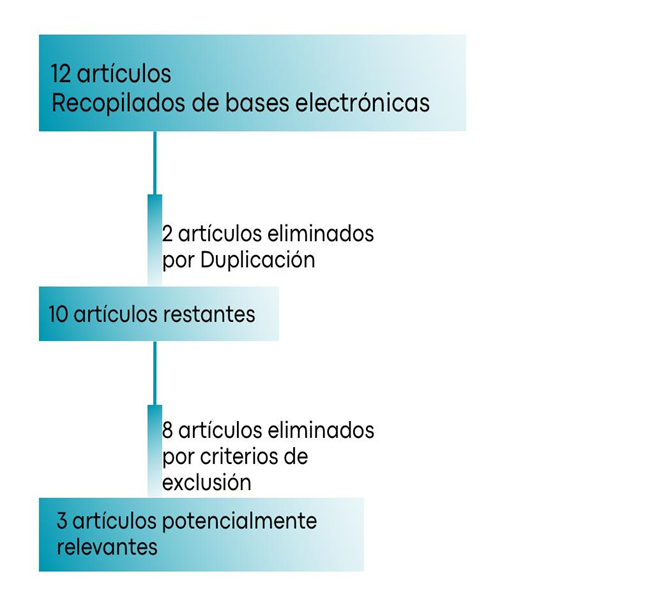 12 artículos
Recopilados de bases electrónicas
2 artículos eliminados
por Duplicación
10 artículos restantes
8 artículos eliminados
por criterios de
exclusión
3 artículos potencialmente
relevantes